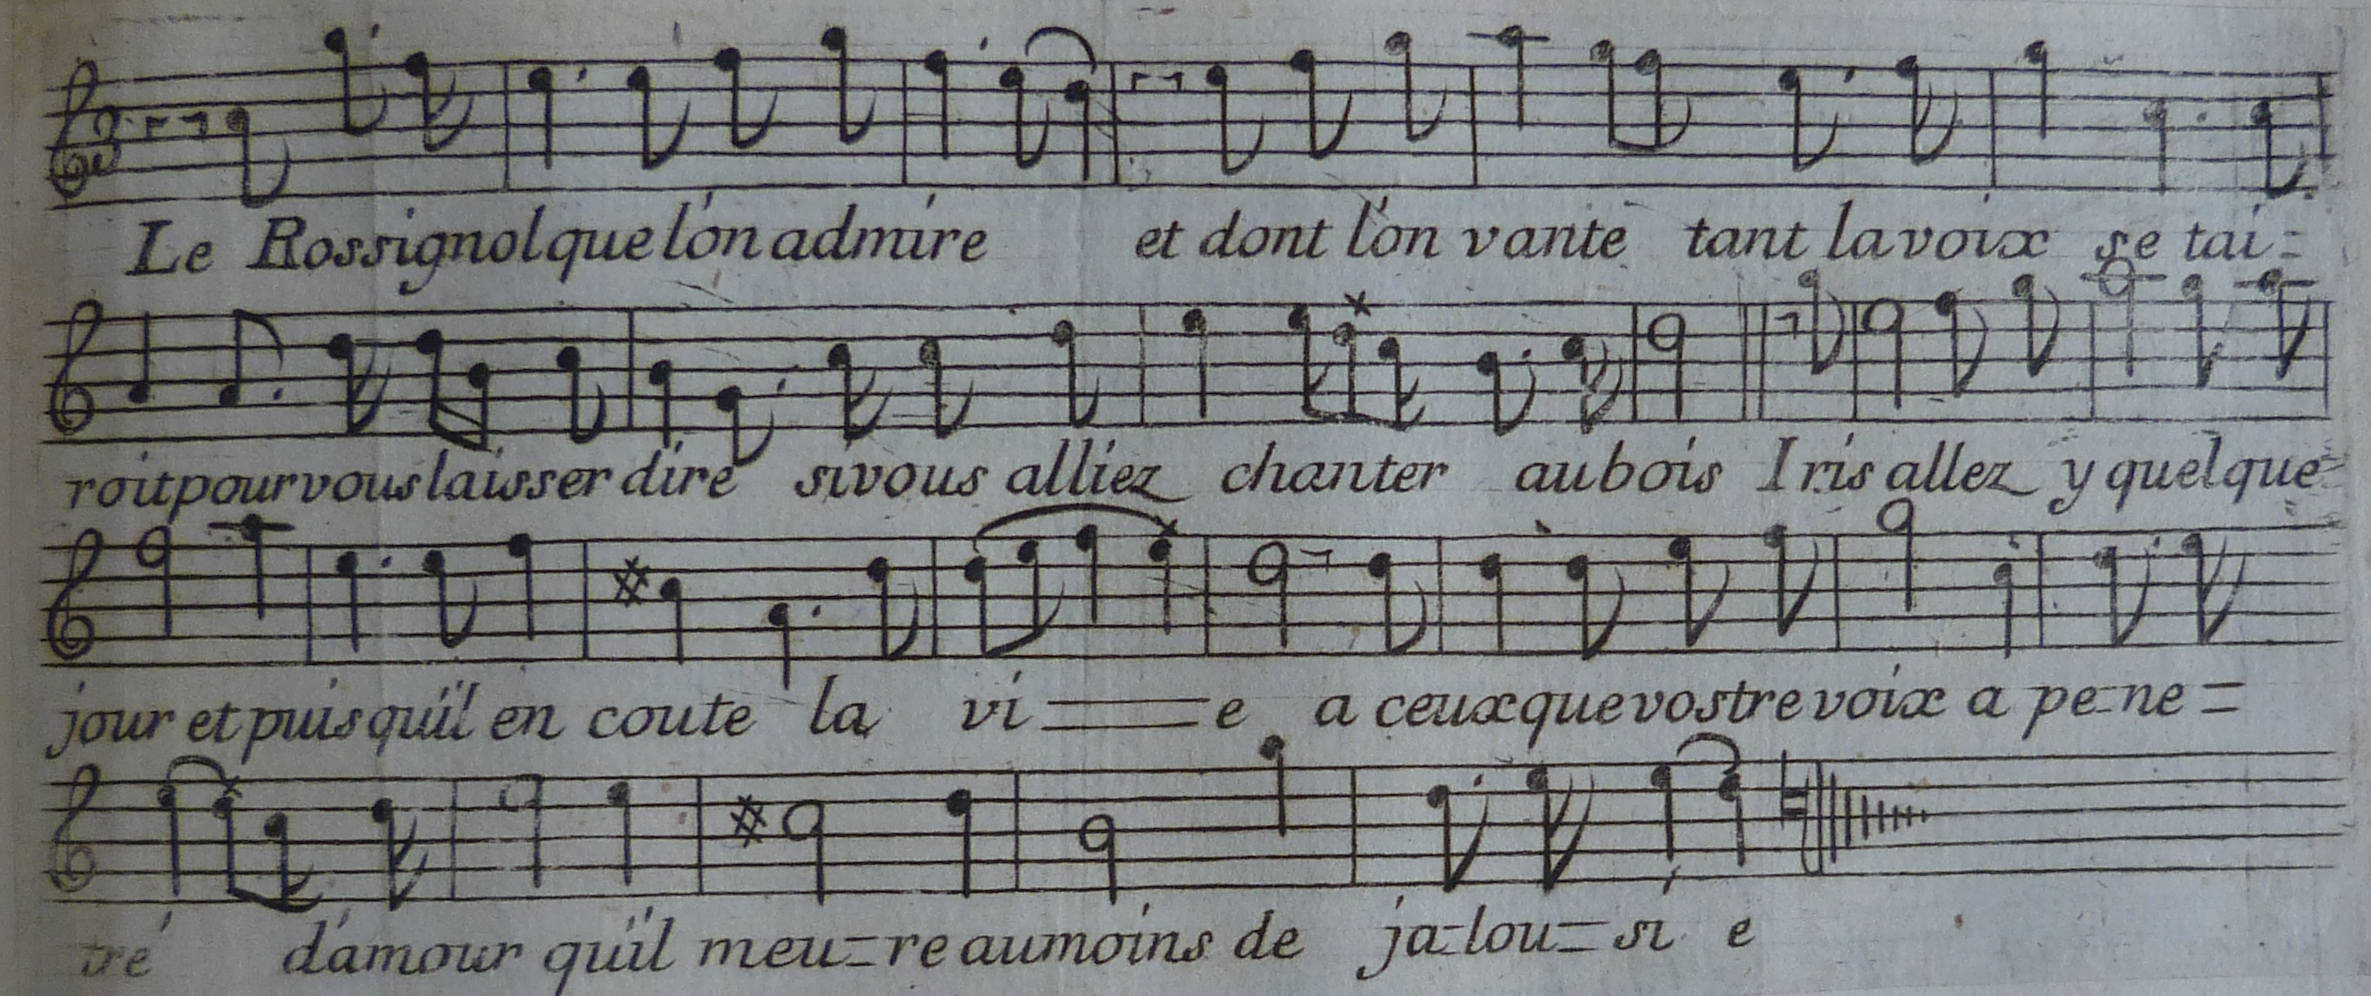 Le Rossignol que l'on admire et dont l'on vante tant la voix se tai=
roit pour vous laisser dire si vous alliez chanter au bois Iris allez y quelque
jour et puis qu'il en coute la vi=e a ceux que vostre voix a pe-ne=
tré d'amour qu'il meu=re au moins de ja-lou=si e